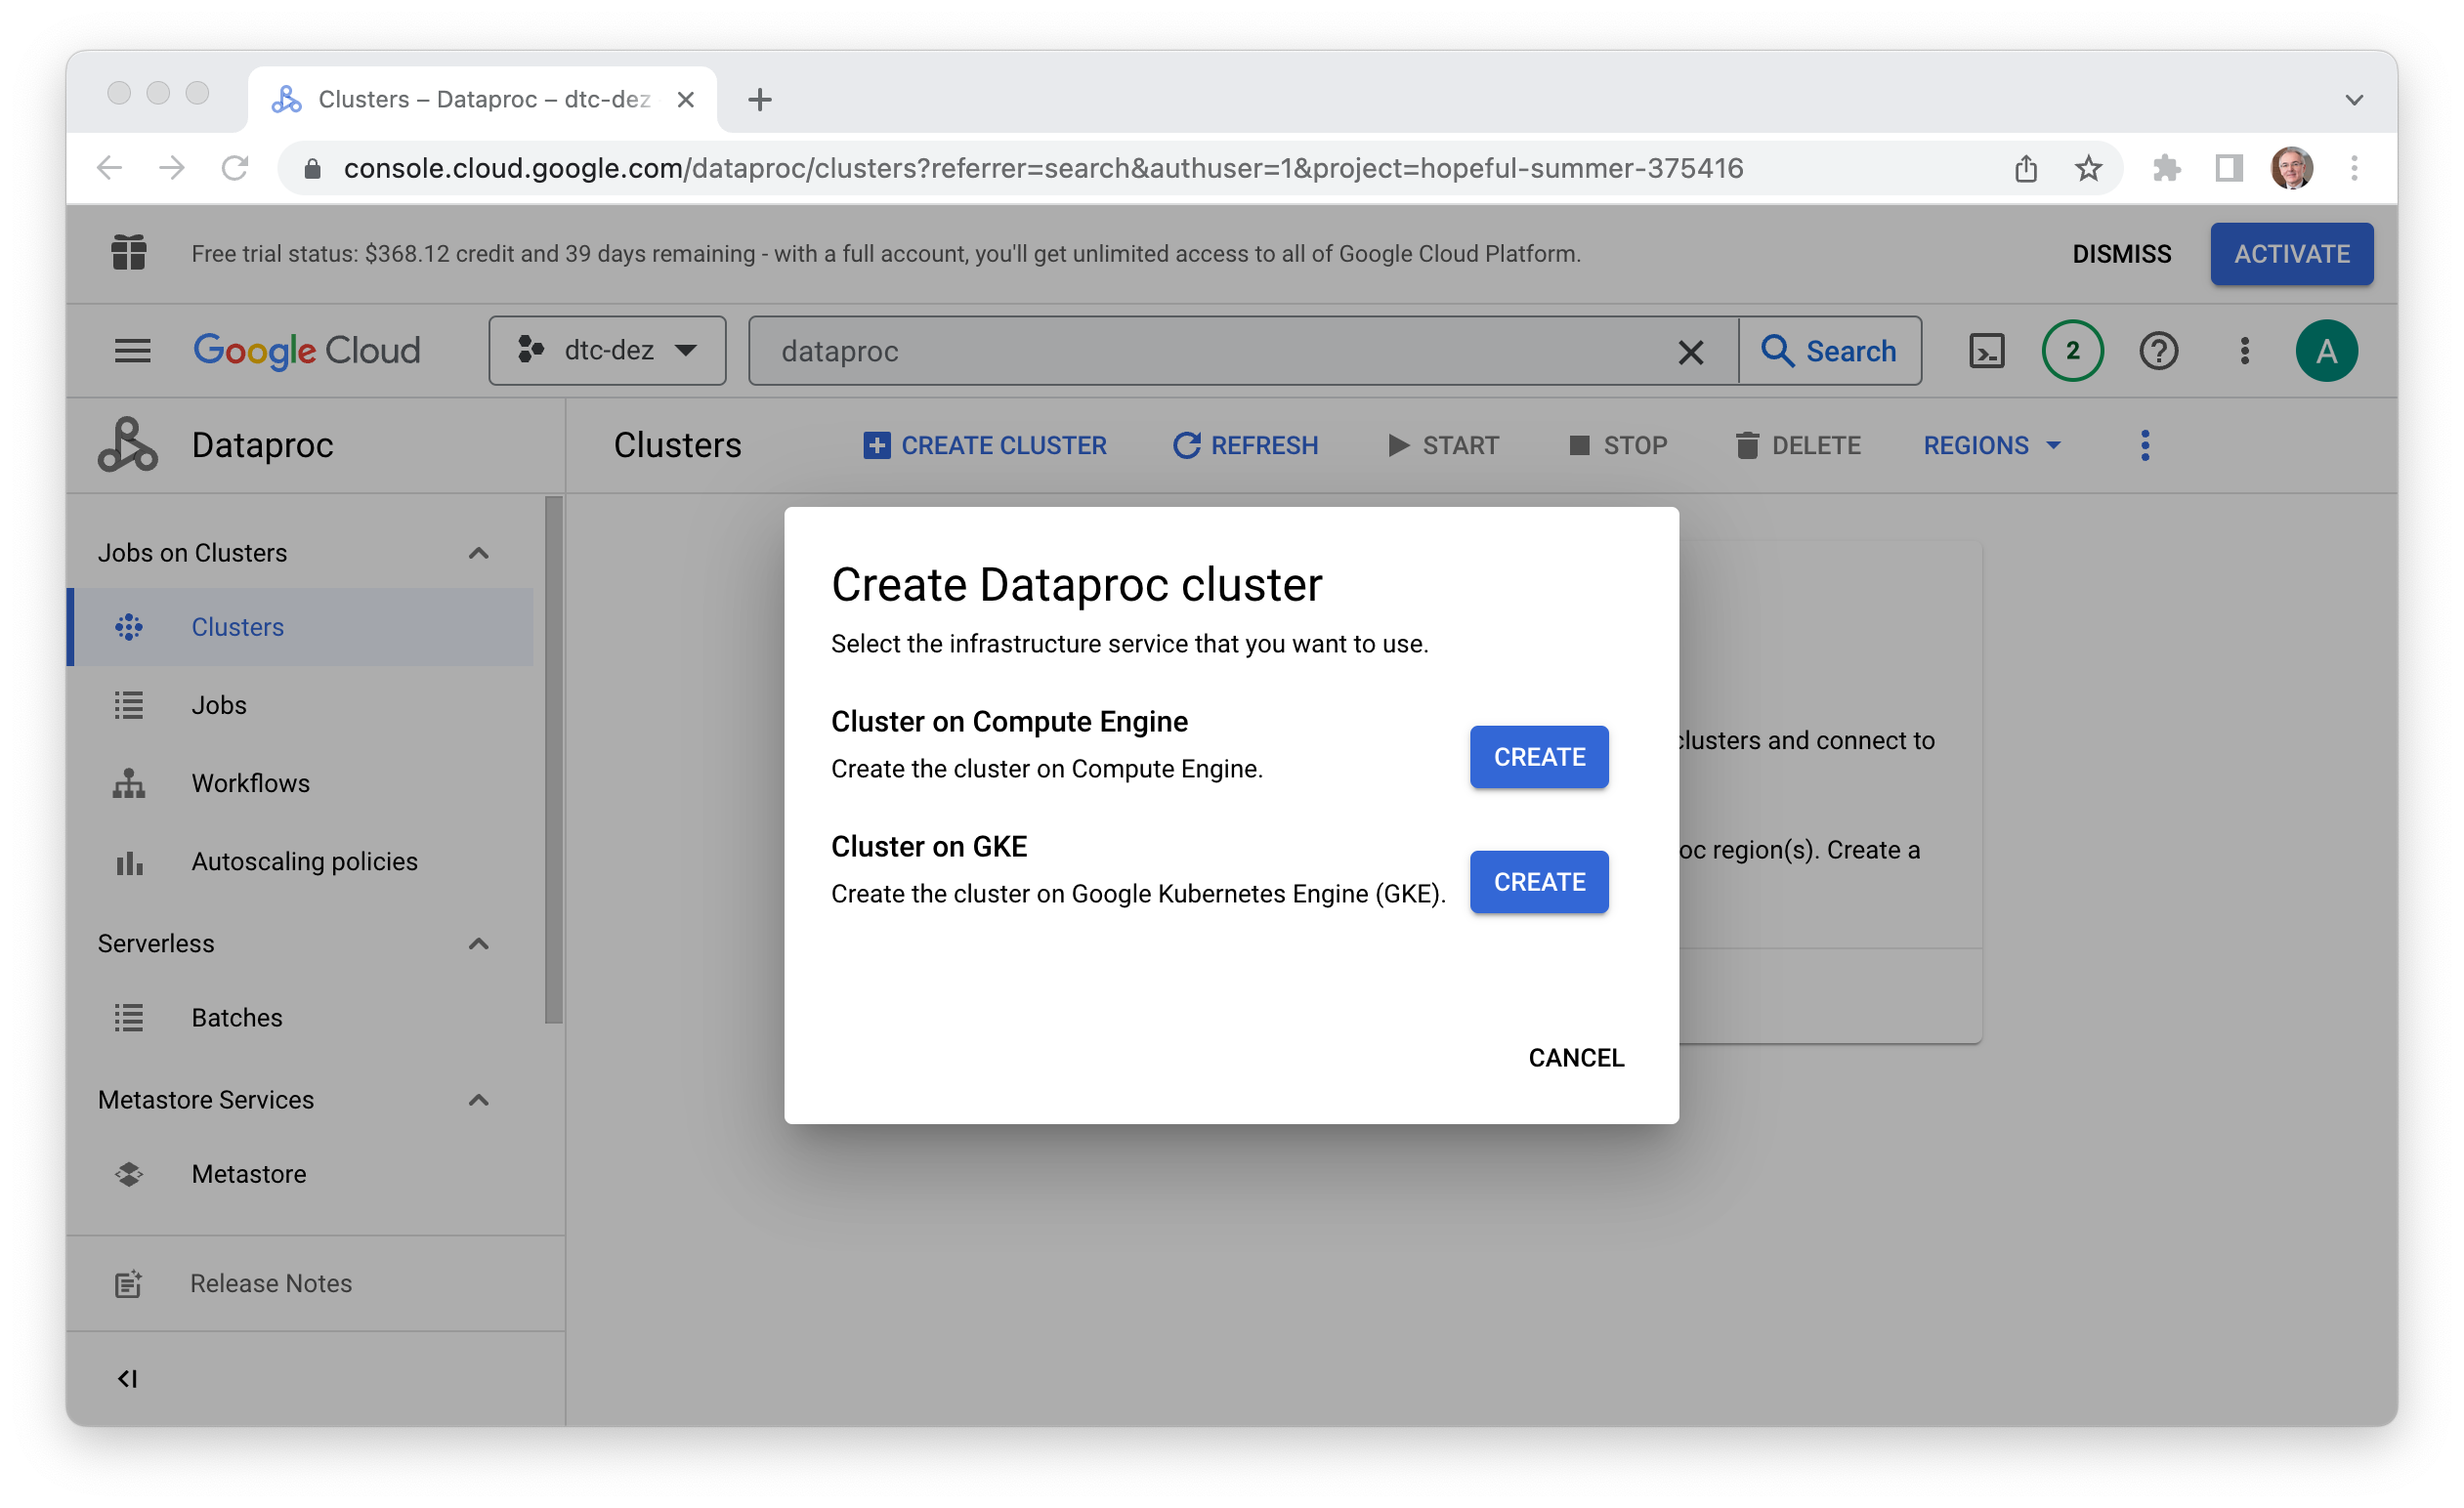 Clusters – Dataproc – dtc-dez
console.cloud.google.com/dataproc/clusters?referrer=search&authuser=1&project=hopeful-summer-375416
Free trial status: $368.12 credit and 39 days remaining - with a full account, you'll get unlimited access to all of Google Cloud Platform.
DISMISS
ACTIVATE
Google Cloud
dtc-dez
dataproc
Search
2
A
Dataproc
Clusters
CREATE CLUSTER
REFRESH
START
STOP
DELETE
REGIONS
Jobs on Clusters
Clusters
Jobs
Workflows
Autoscaling policies
Serverless
Batches
Metastore Services
Metastore
Release Notes
Create Dataproc cluster
Select the infrastructure service that you want to use.
Cluster on Compute Engine
Create the cluster on Compute Engine.
CREATE
Cluster on GKE
Create the cluster on Google Kubernetes Engine (GKE).
CREATE
CANCEL
clusters and connect to
region(s). Create a